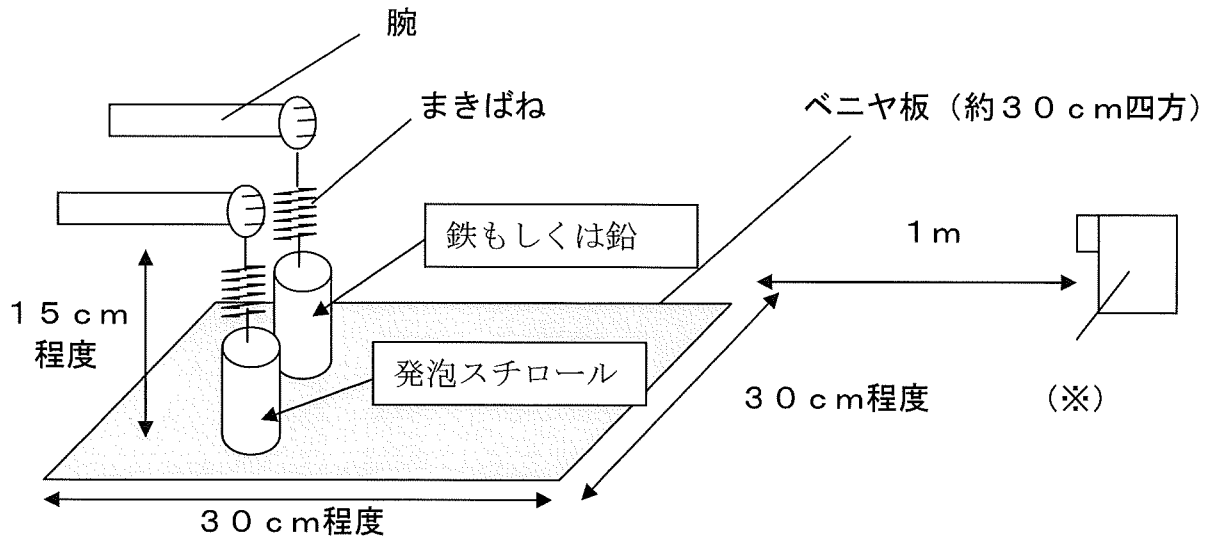 腕
まきばね
ベニヤ板（約３０ｃｍ四方）
鉄もしくは鉛
１ｍ
１５ｃｍ
程度
発泡スチロール
３０ｃｍ程度
（※）
３０ｃｍ程度